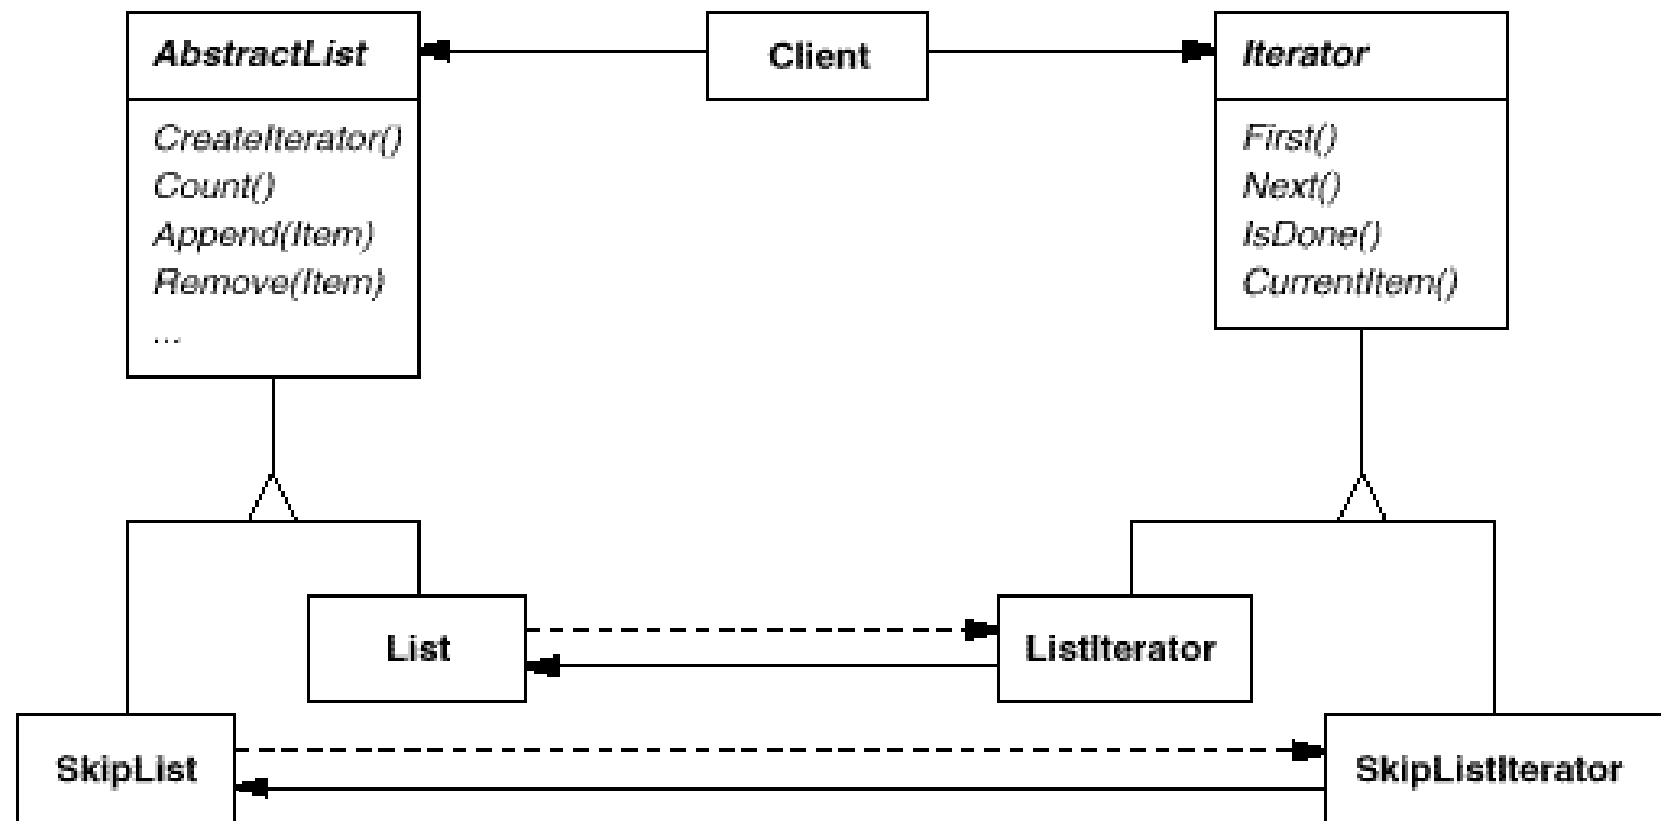 AbstractList
CreateIterator()
Count()
Append(Item)
Remove(Item)
...
Client
Iterator
First()
Next()
IsDone()
CurrentItem()
List
ListIterator
SkipList
SkipListIterator